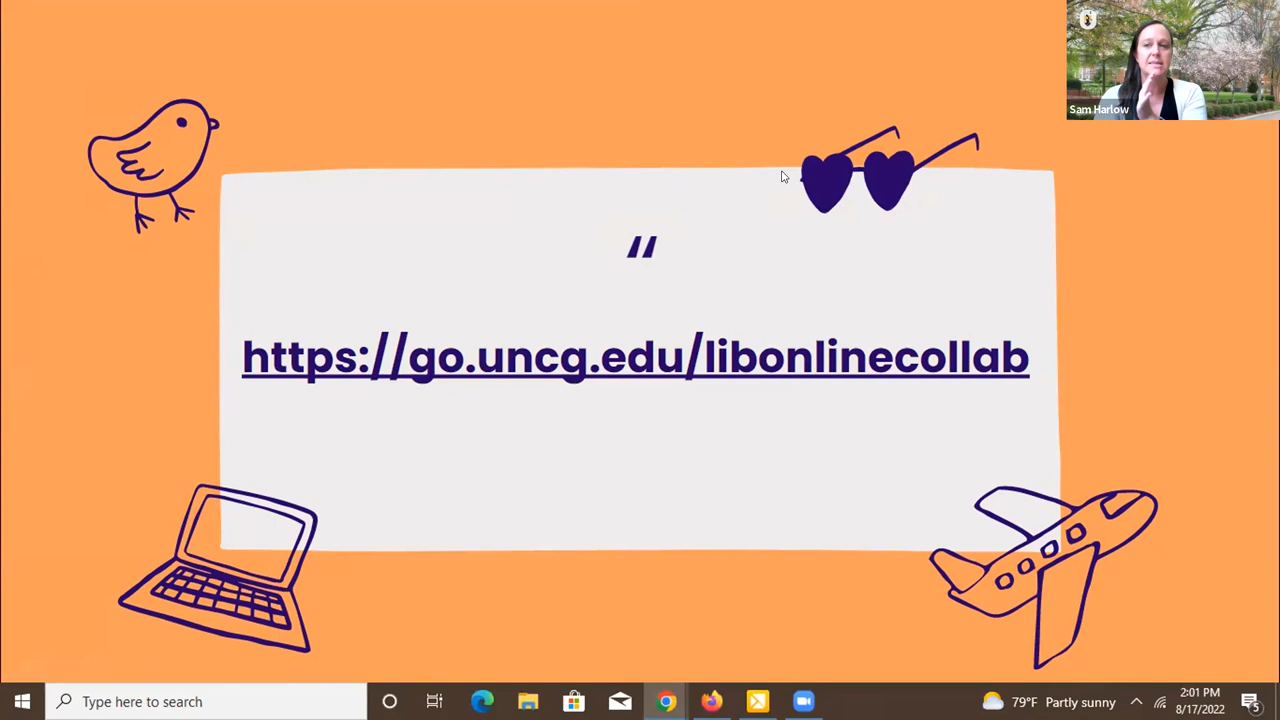 Sam Harlow
“
https://go.uncg.edu/libonlinecollab
Type here to search
79°F Partly sunny
2:01 PM
8/17/2022
5